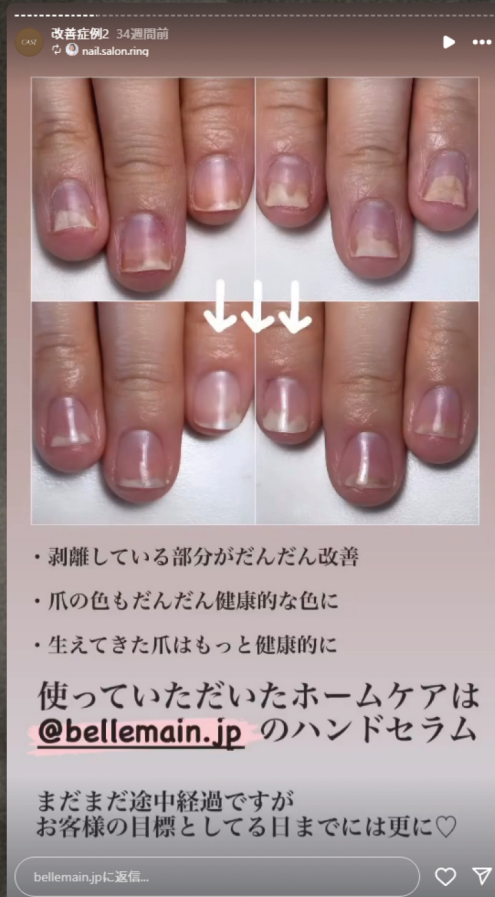 CASE
改善症例2 34週間前
nail.salon.ring
・剥離している部分がだんだん改善
・爪の色もだんだん健康的な色に
・生えてきた爪はもっと健康的に
使っていただいたホームケアは
@bellemain.jp のハンドセラム
まだまだ途中経過ですが
お客様の目標としてる日までには更に♡
bellemain.jpに返信...